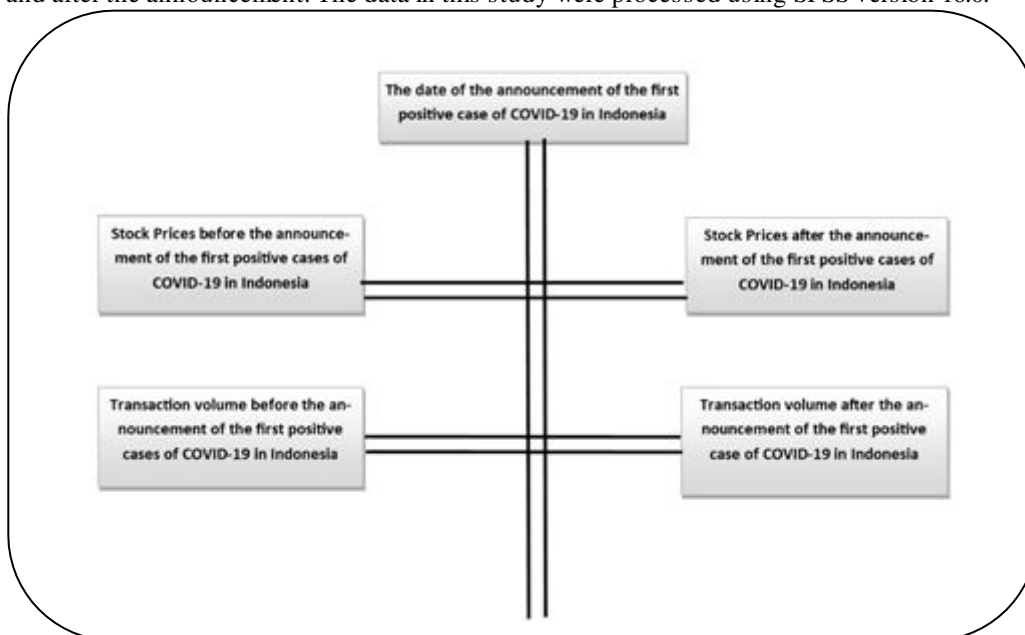 and after the announcement. The data in this study were processed using SPSS version 16.0.
The date of the announcement of the first
positive case of COVID-19 in Indonesia
Stock Prices before the announce-
ment of the first positive cases of
COVID-19 in Indonesia
Stock Prices after the announce-
ment of the first positive cases of
COVID-19 in Indonesia
Transaction volume before the an-
nouncement of the first positive
cases of COVID-19 in Indonesia
Transaction volume after the an-
nouncement of the first positive
case of COVID-19 in Indonesia